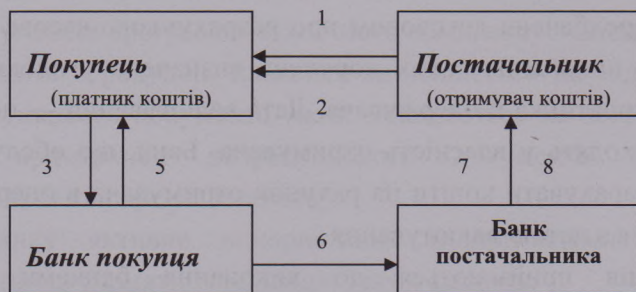 1
Покупець
(платник коштів)
Постачальник
(отримувач коштів)
2
3
5
7
8
Банк покупця
6
Банк
постачальника